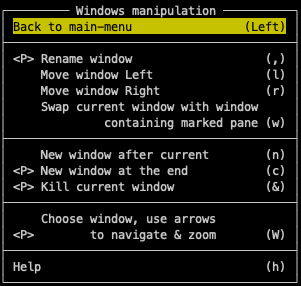 Windows manipulation
Back to main-menu (Left)
<P> Rename window (,)
Move window Left (l)
Move window Right (r)
Swap current window with window
containing marked pane (w)
New window after current (n)
<P> New window at the end (c)
<P> Kill current window (&)
Choose window, use arrows
<P> to navigate & zoom (W)
Help (h)